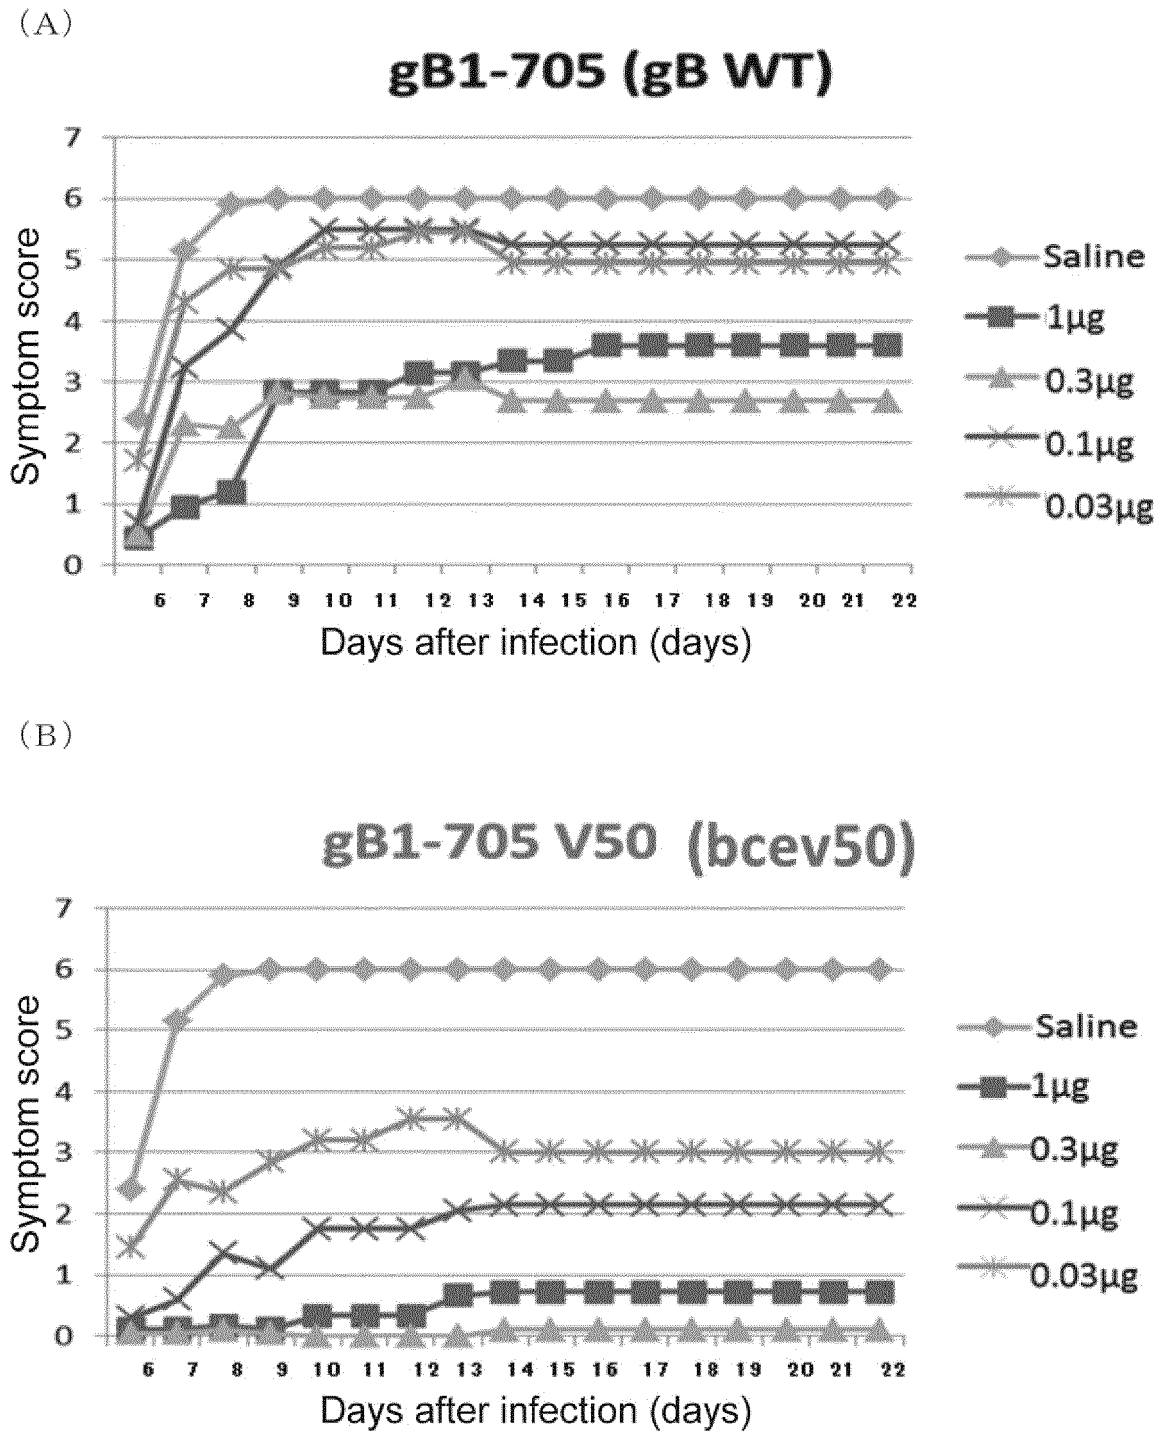 (A)
gB1-705 (gB WT)
7
6
5
4
3
2
1
0
Symptom score
6 7 8 9 10 11 12 13 14 15 16 17 18 19 20 21 22
Days after infection (days)
Saline
1µg
0.3µg
0.1µg
0.03µg
(B)
gB1-705 V50 (bcev50)
7
6
5
4
3
2
1
0
Symptom score
6 7 8 9 10 11 12 13 14 15 16 17 18 19 20 21 22
Days after infection (days)
Saline
1µg
0.3µg
0.1µg
0.03µg